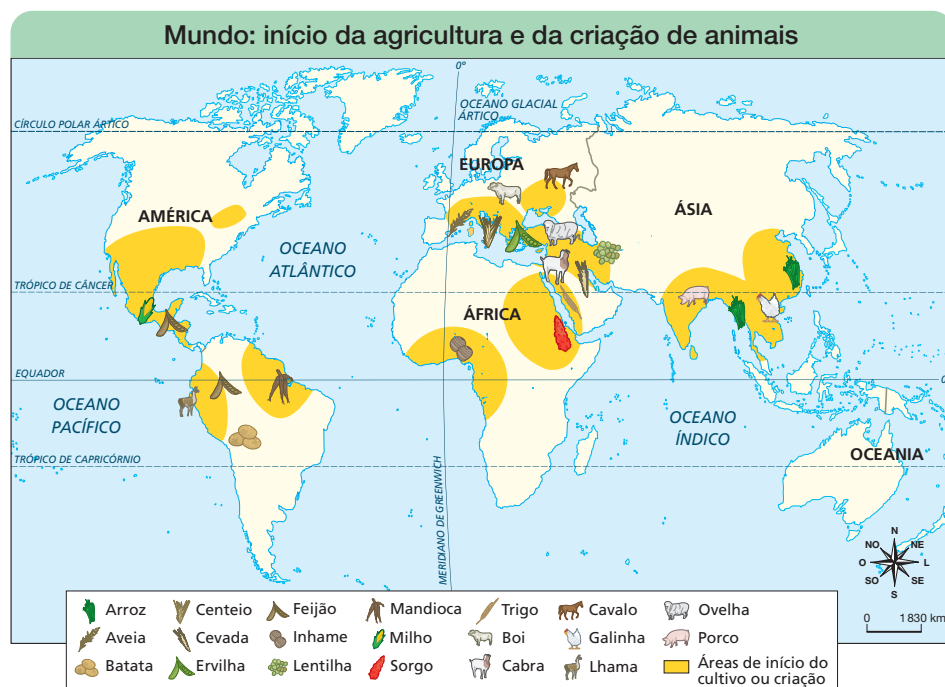 Mundo: início da agricultura e da criação de animais
0°
OCEANO GLACIAL
ÁRTICO
CÍRCULO POLAR ÁRTICO
EUROPA
AMÉRICA
ÁSIA
OCEANO
ATLÂNTICO
TRÓPICO DE CÂNCER
ÁFRICA
EQUADOR
0°
OCEANO
PACÍFICO
OCEANO
ÍNDICO
OCEANIA
TRÓPICO DE CAPRICÓRNIO
MERIDIANO DE GREENWICH
N
NO
NE
O
L
SO
SE
S
0
1 830 km
Arroz
Centeio
Feijão
Mandioca
Trigo
Cavalo
Ovelha
Aveia
Cevada
Inhame
Milho
Boi
Galinha
Porco
Batata
Ervilha
Lentilha
Sorgo
Cabra
Lhama
Áreas de início do
cultivo ou criação